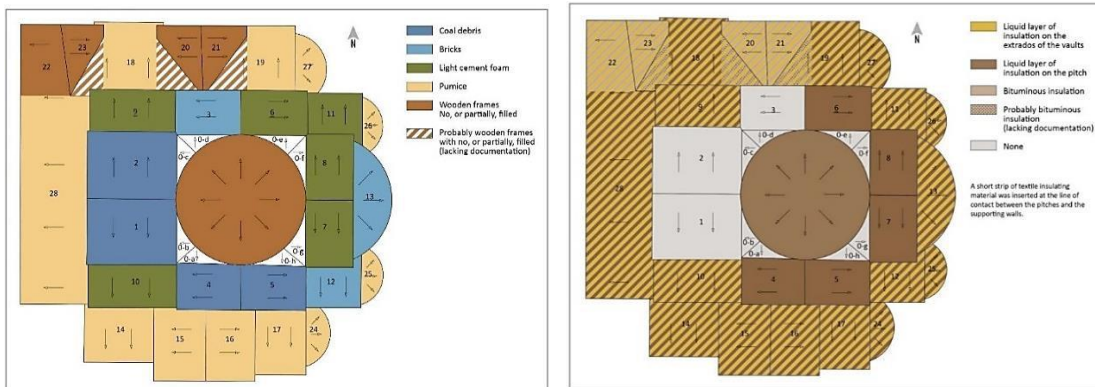 N
Coal debris
Bricks
Light cement foam
Pumice
Wooden frames
No, or partially, filled
Probably wooden frames
with no, or partially, filled
(lacking documentation)
22
23
18
20
21
19
27
9
3
6
11
26
0-d
0-e
0-c
0-f
2
8
28
13
1
7
0-b
0-a
0-g
0-h
10
4
5
12
25
14
15
16
17
24
N
Liquid layer of
insulation on the
extrados of the vaults
Liquid layer of
insulation on the pitch
Bituminous insulation
Probably bituminous
insulation
(lacking documentation)
None
A short strip of textile insulating
material was inserted at the line of
contact between the pitches and the
supporting walls.
22
23
18
20
21
19
27
9
3
6
11
26
0-d
0-e
0-c
0-f
2
8
28
13
1
7
0-b
0-a
0-g
0-h
10
4
5
12
25
14
15
16
17
24